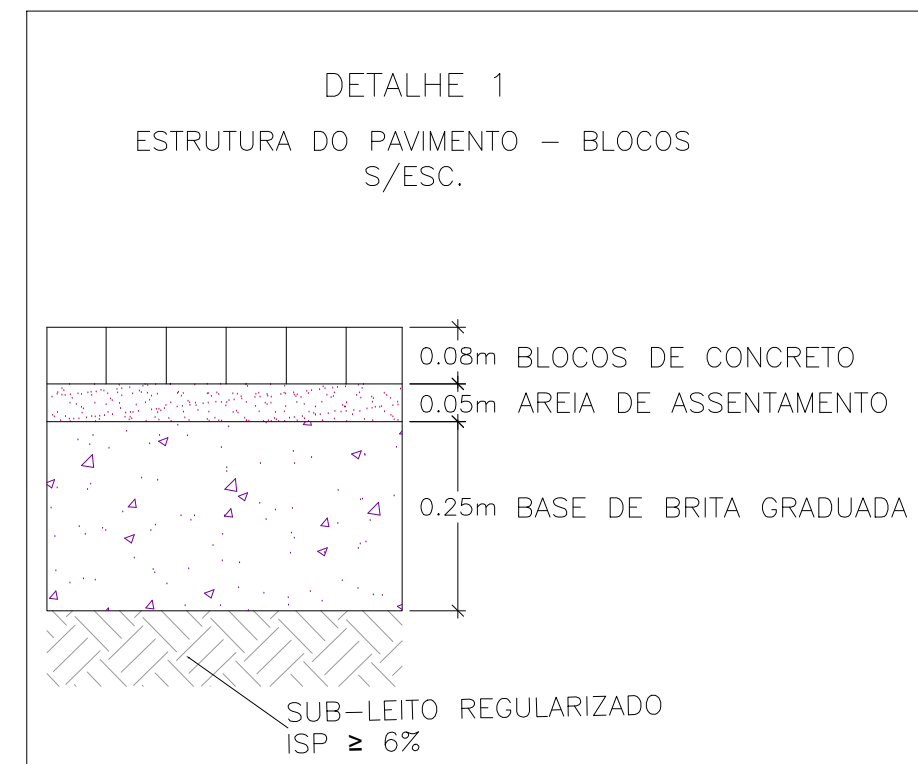 DETALHE 1
ESTRUTURA DO PAVIMENTO – BLOCOS
S/ESC.
0.08m BLOCOS DE CONCRETO
0.05m AREIA DE ASSENTAMENTO
0.25m BASE DE BRITA GRADUADA
SUB–LEITO REGULARIZADO
ISP ≥ 6%